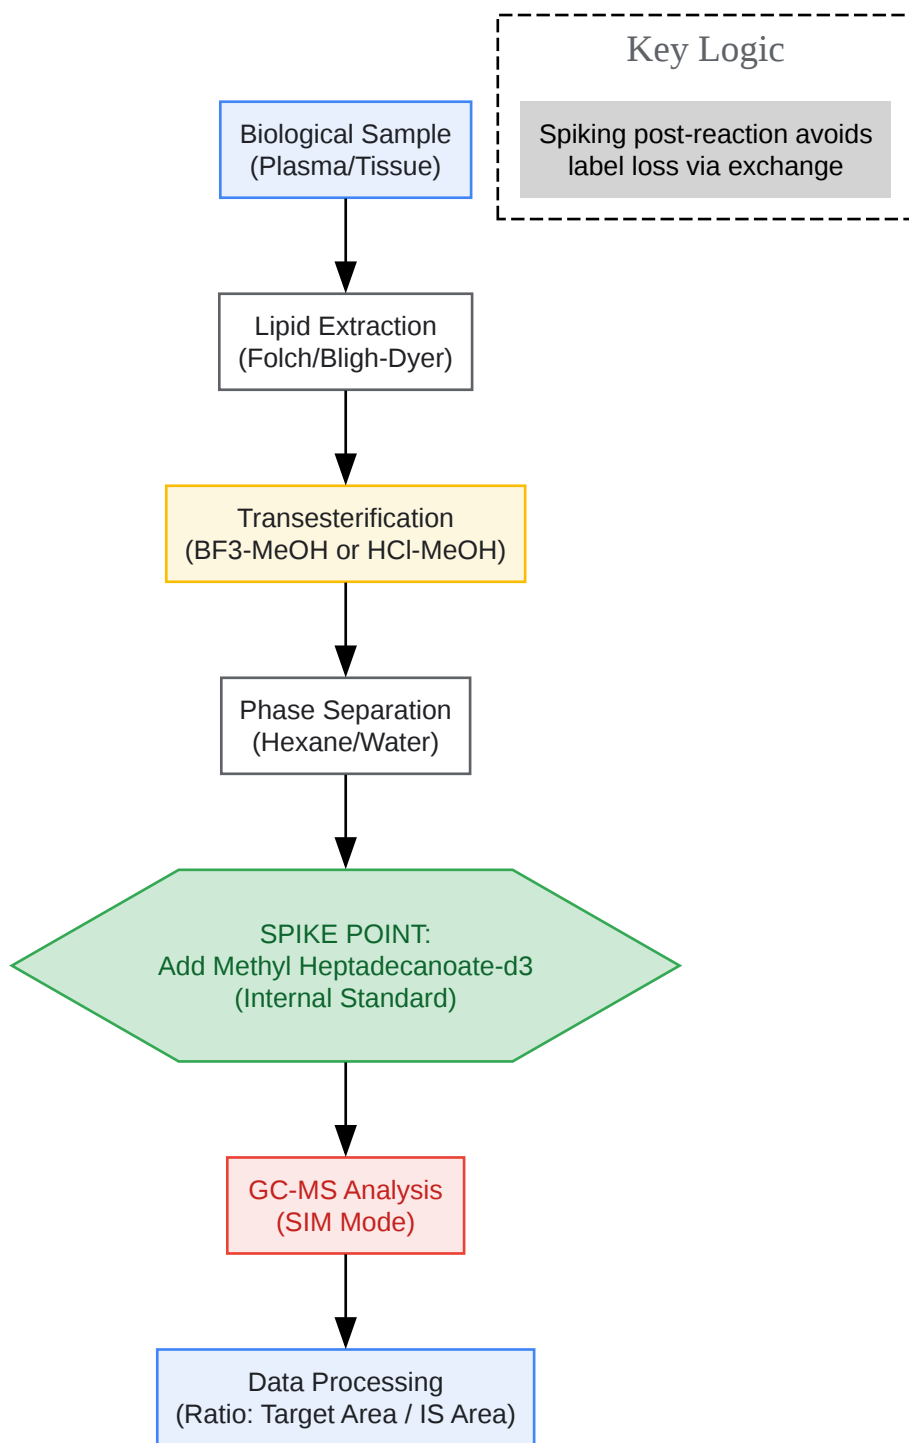 Key Logic
Spiking post-reaction avoids
label loss via exchange
Biological Sample
(Plasma/Tissue)
Lipid Extraction
(Folch/Bligh-Dyer)
Transesterification
(BF3-MeOH or HCl-MeOH)
Phase Separation
(Hexane/Water)
SPIKE POINT:
Add Methyl Heptadecanoate-d3
(Internal Standard)
GC-MS Analysis
(SIM Mode)
Data Processing
(Ratio: Target Area / IS Area)